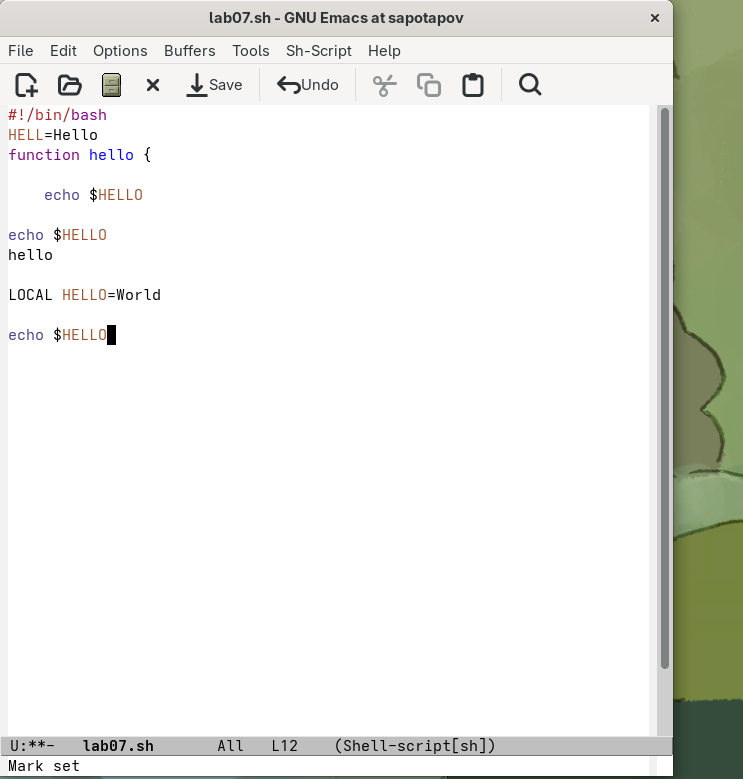 lab07.sh - GNU Emacs at sapotapov
File Edit Options Buffers Tools Sh-Script Help
Save Undo
#!/bin/bash
HELL=Hello
function hello {
    echo $HELLO
echo $HELLO
hello
LOCAL HELLO=World
echo $HELLO
U:**-   lab07.sh       All   L12    (Shell-script[sh])
Mark set